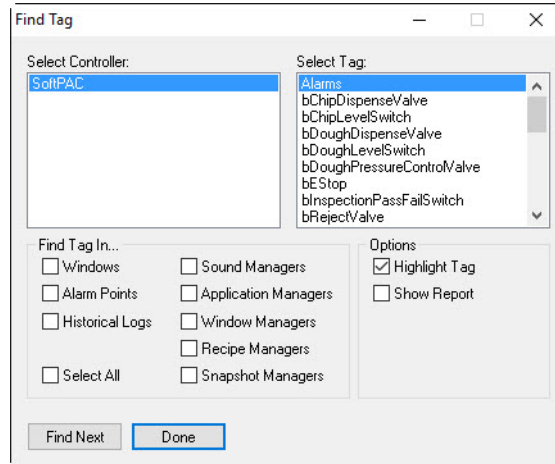 Find Tag
Select Controller:
SoftPAC
Select Tag:
Alarms
bChipDispenseValve
bChipLevelSwitch
bDoughDispenseValve
bDoughLevelSwitch
bDoughPressureControlValve
bEStop
bInspectionPassFailSwitch
bRejectValve
Find Tag In...
Windows
Alarm Points
Historical Logs
Select All
Sound Managers
Application Managers
Window Managers
Recipe Managers
Snapshot Managers
Options
Highlight Tag
Show Report
Find Next
Done